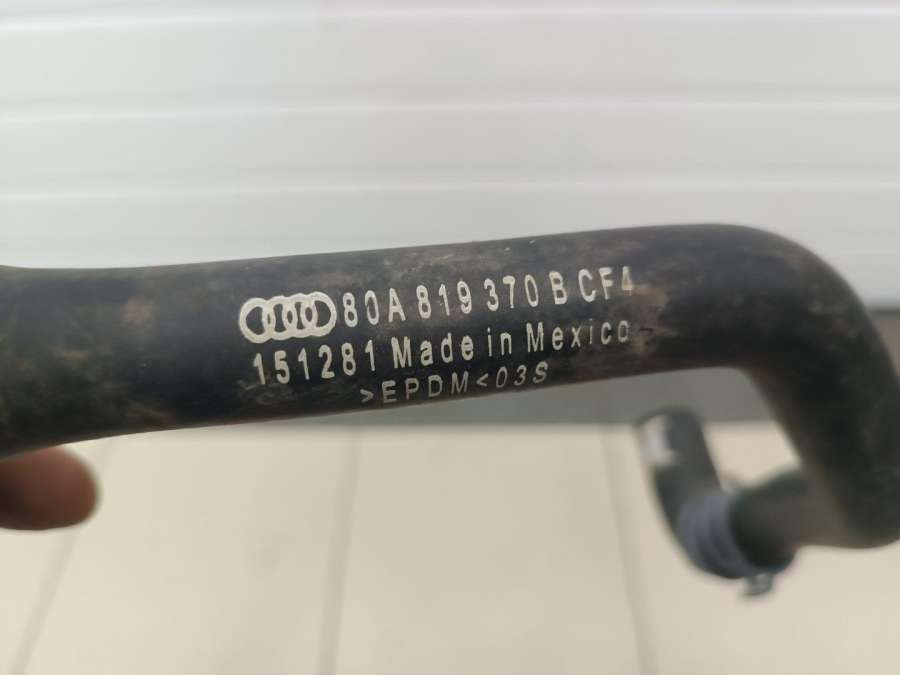 80A 819 370 B CF4
151281 Made in Mexico
>EPDM<03S